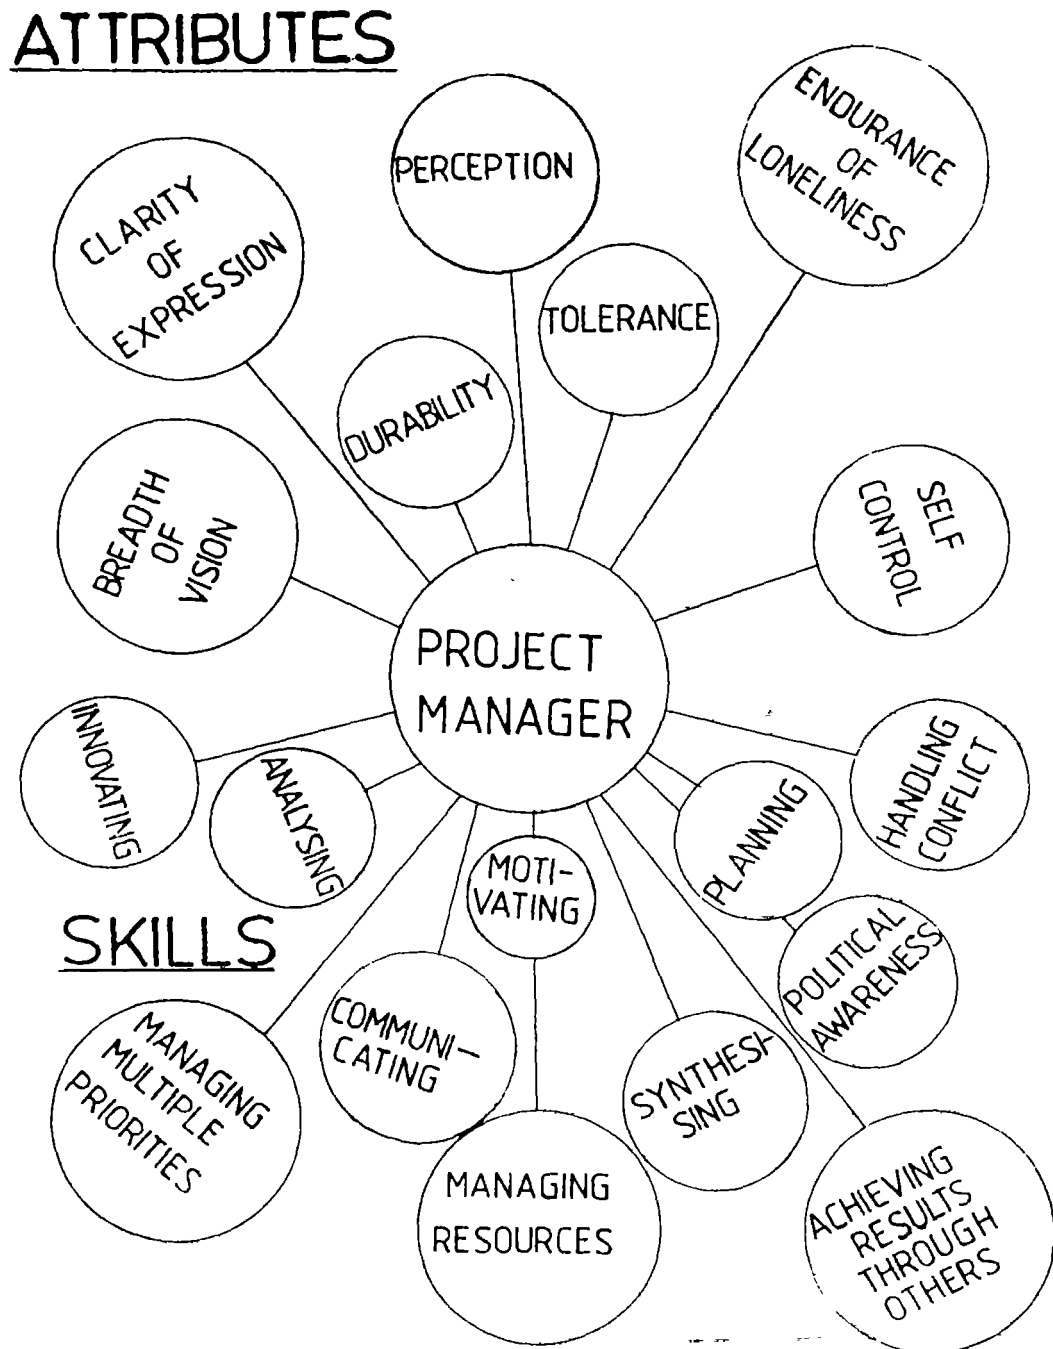 ATTRIBUTES
CLARITY
OF
EXPRESSION
PERCEPTION
ENDURANCE
OF
LONELINESS
TOLERANCE
DURABILITY
BREADTH
OF
VISION
SELF
CONTROL
PROJECT
MANAGER
INNOVATING
ANALYSING
MOTI-
VATING
PLANNING
HANDLING
CONFLICT
SKILLS
POLITICAL
AWARENESS
MANAGING
MULTIPLE
PRIORITIES
COMMUNI-
CATING
SYNTHESI-
SING
MANAGING
RESOURCES
ACHIEVING
RESULTS
THROUGH
OTHERS